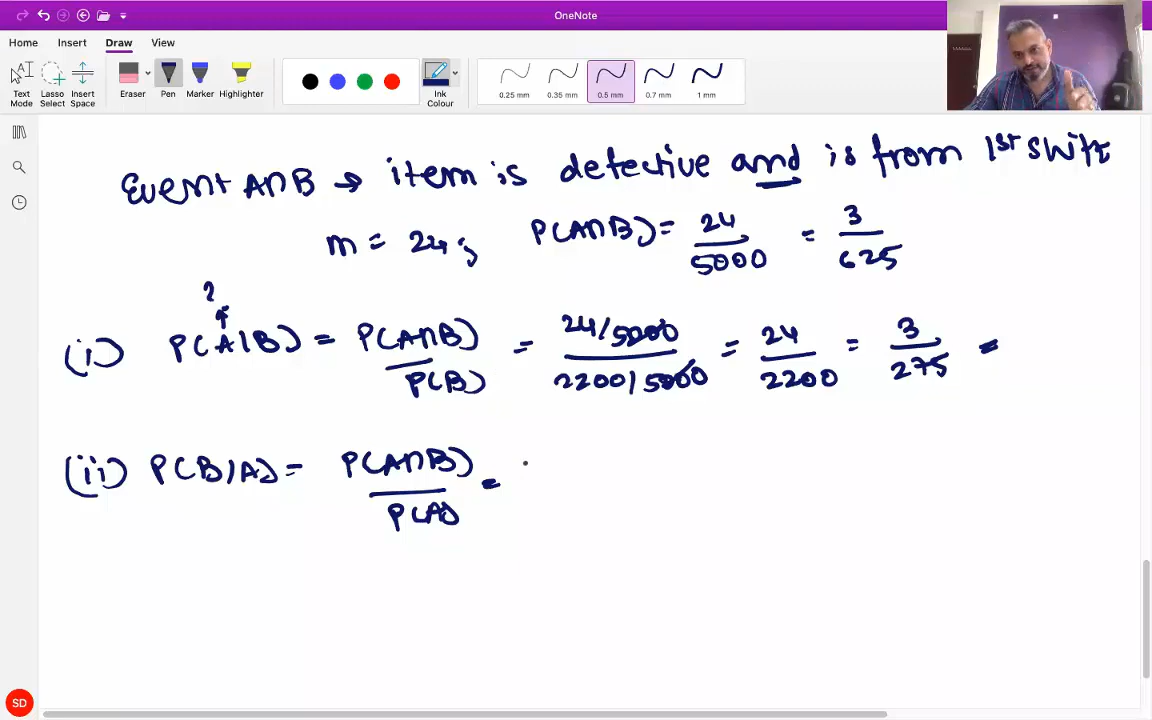 OneNote
Home Insert Draw View
Text Mode Lasso Select Insert Space Eraser Pen Marker Highlighter Ink Colour 0.25 mm 0.35 mm 0.5 mm 0.7 mm 1 mm
Event A∩B → item is defective and is from 1st shift
m = 24; P(A∩B) = 24/5000 = 3/625
?
(i) P(A|B) = P(A∩B)/P(B) = (24/5000)/(2200/5000) = 24/2200 = 3/275 =
(ii) P(B/A) = P(A∩B)/P(A) =
SD